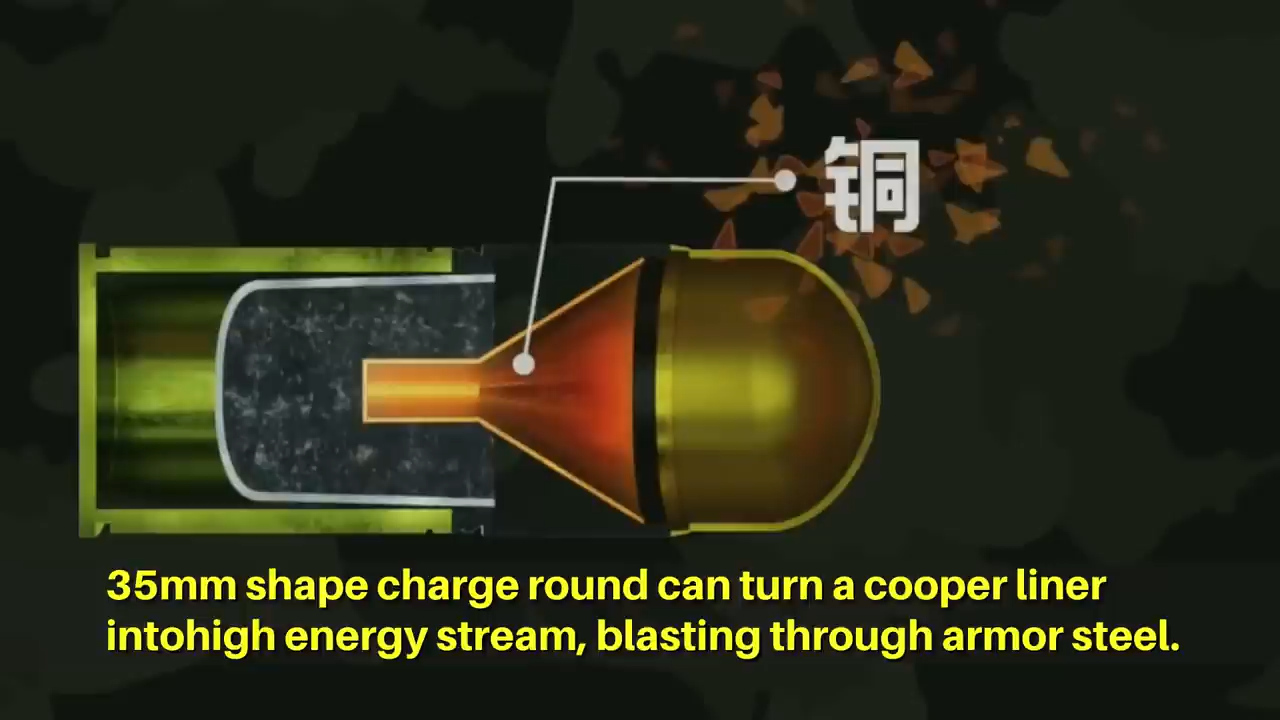 铜
35mm shape charge round can turn a cooper liner
intohigh energy stream, blasting through armor steel.